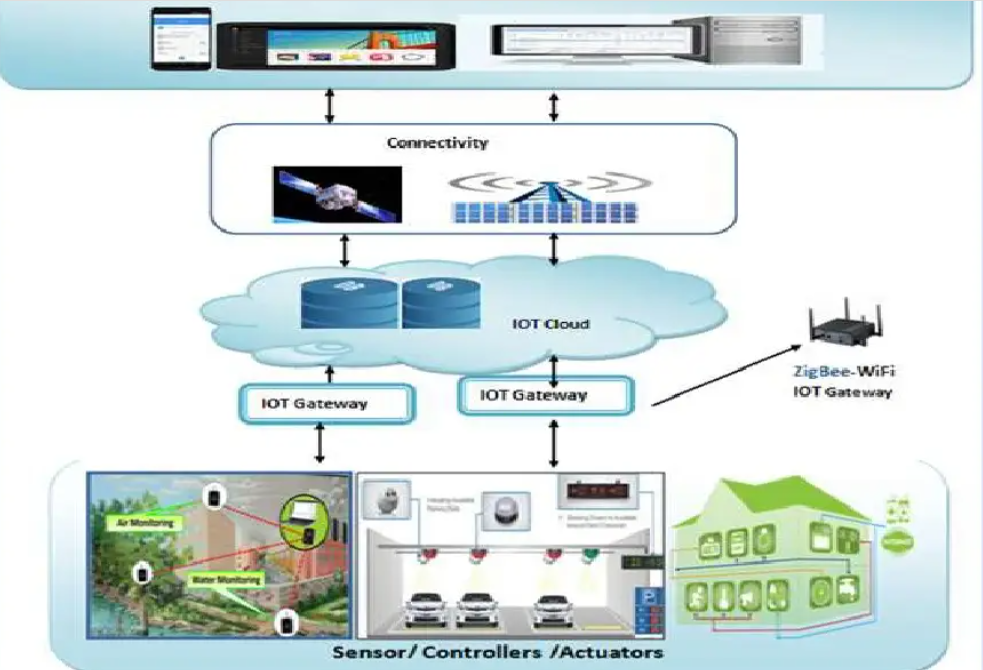 Connectivity
IOT Cloud
ZigBee-WiFi
IOT Gateway
IOT Gateway
IOT Gateway
Air Monitoring
Water Monitoring
P
Sensor/ Controllers /Actuators